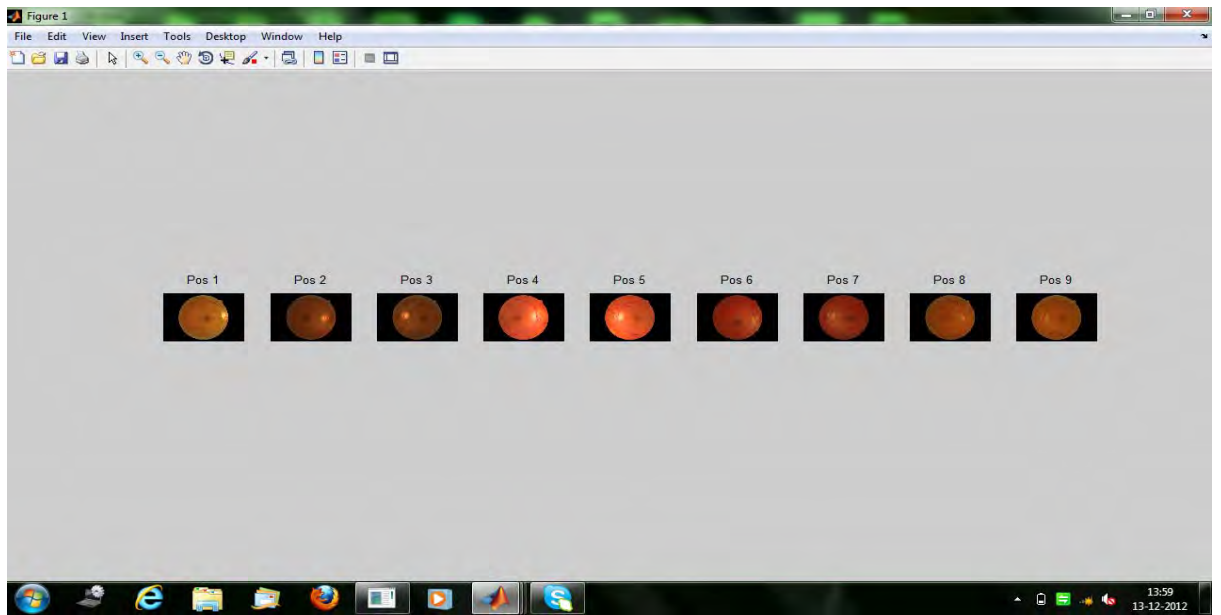 Figure 1
File Edit View Insert Tools Desktop Window Help
Pos 1 Pos 2 Pos 3 Pos 4 Pos 5 Pos 6 Pos 7 Pos 8 Pos 9
13:59
13-12-2012